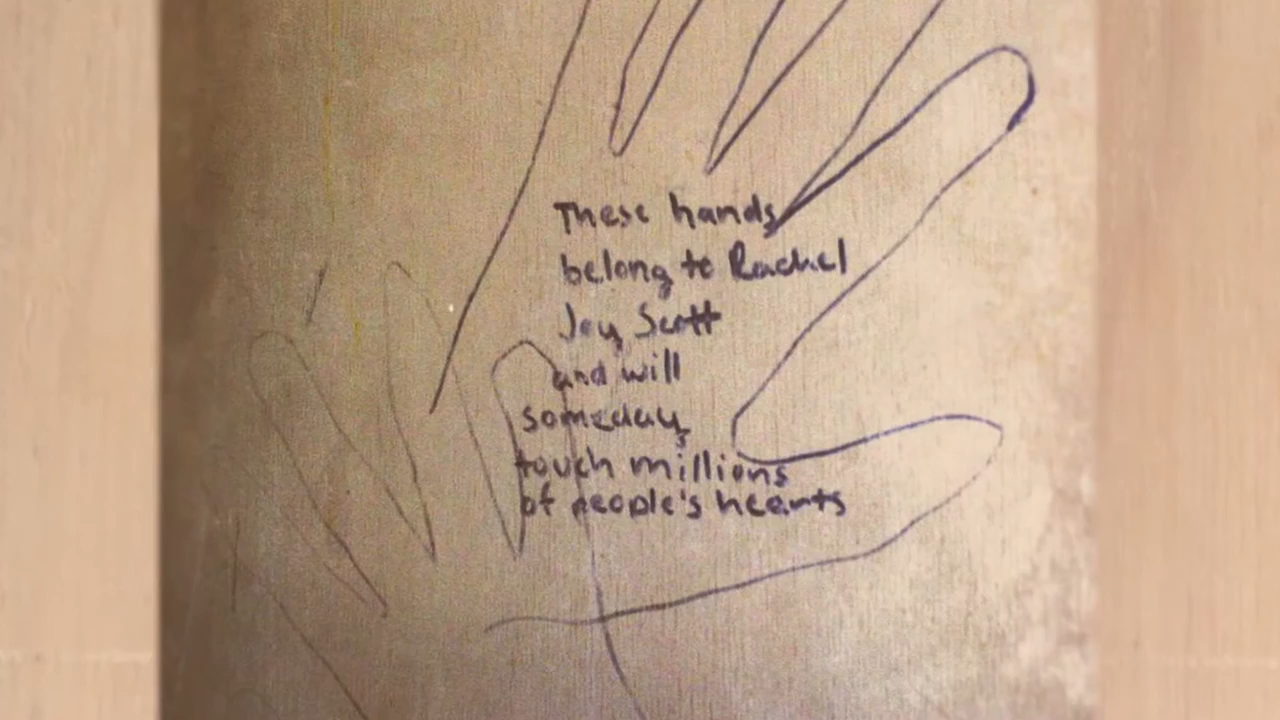 These hands
belong to Rachel
Joy Scott
and will
someday
touch millions
of people's hearts